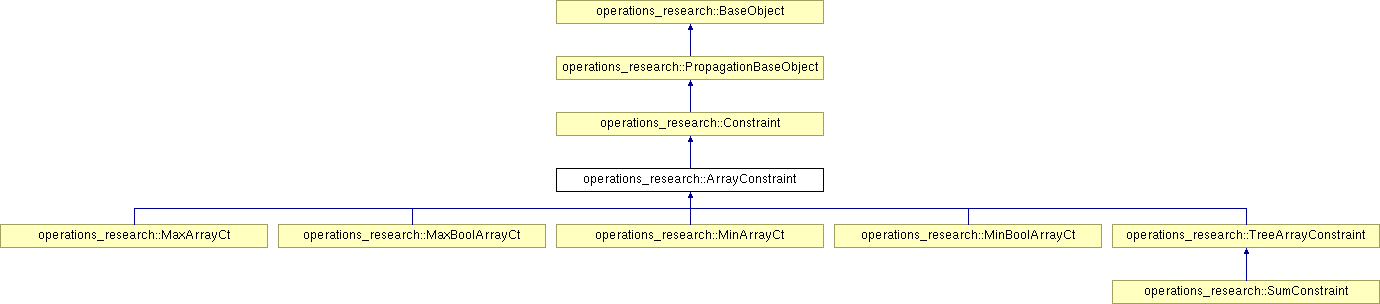 operations_research::BaseObject
operations_research::PropagationBaseObject
operations_research::Constraint
operations_research::ArrayConstraint
operations_research::MaxArrayCt
operations_research::MaxBoolArrayCt
operations_research::MinArrayCt
operations_research::MinBoolArrayCt
operations_research::TreeArrayConstraint
operations_research::SumConstraint